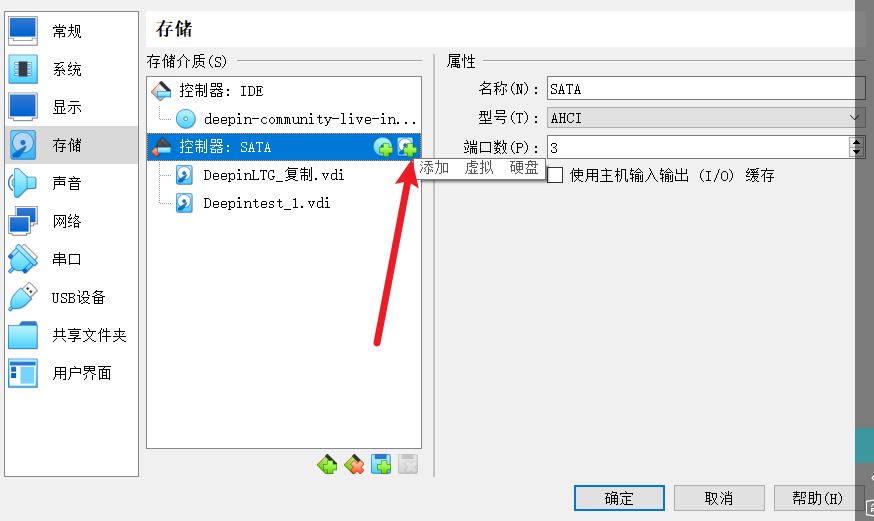 常规
系统
显示
存储
声音
网络
串口
USB设备
共享文件夹
用户界面
存储
存储介质(S)
控制器: IDE
deepin-community-live-in...
控制器: SATA
DeepinLTG_复制.vdi
Deepintest_1.vdi
属性
名称(N): SATA
型号(T): AHCI
端口数(P): 3
添加 虚拟 硬盘
使用主机输入输出 (I/O) 缓存
确定
取消
帮助(H)